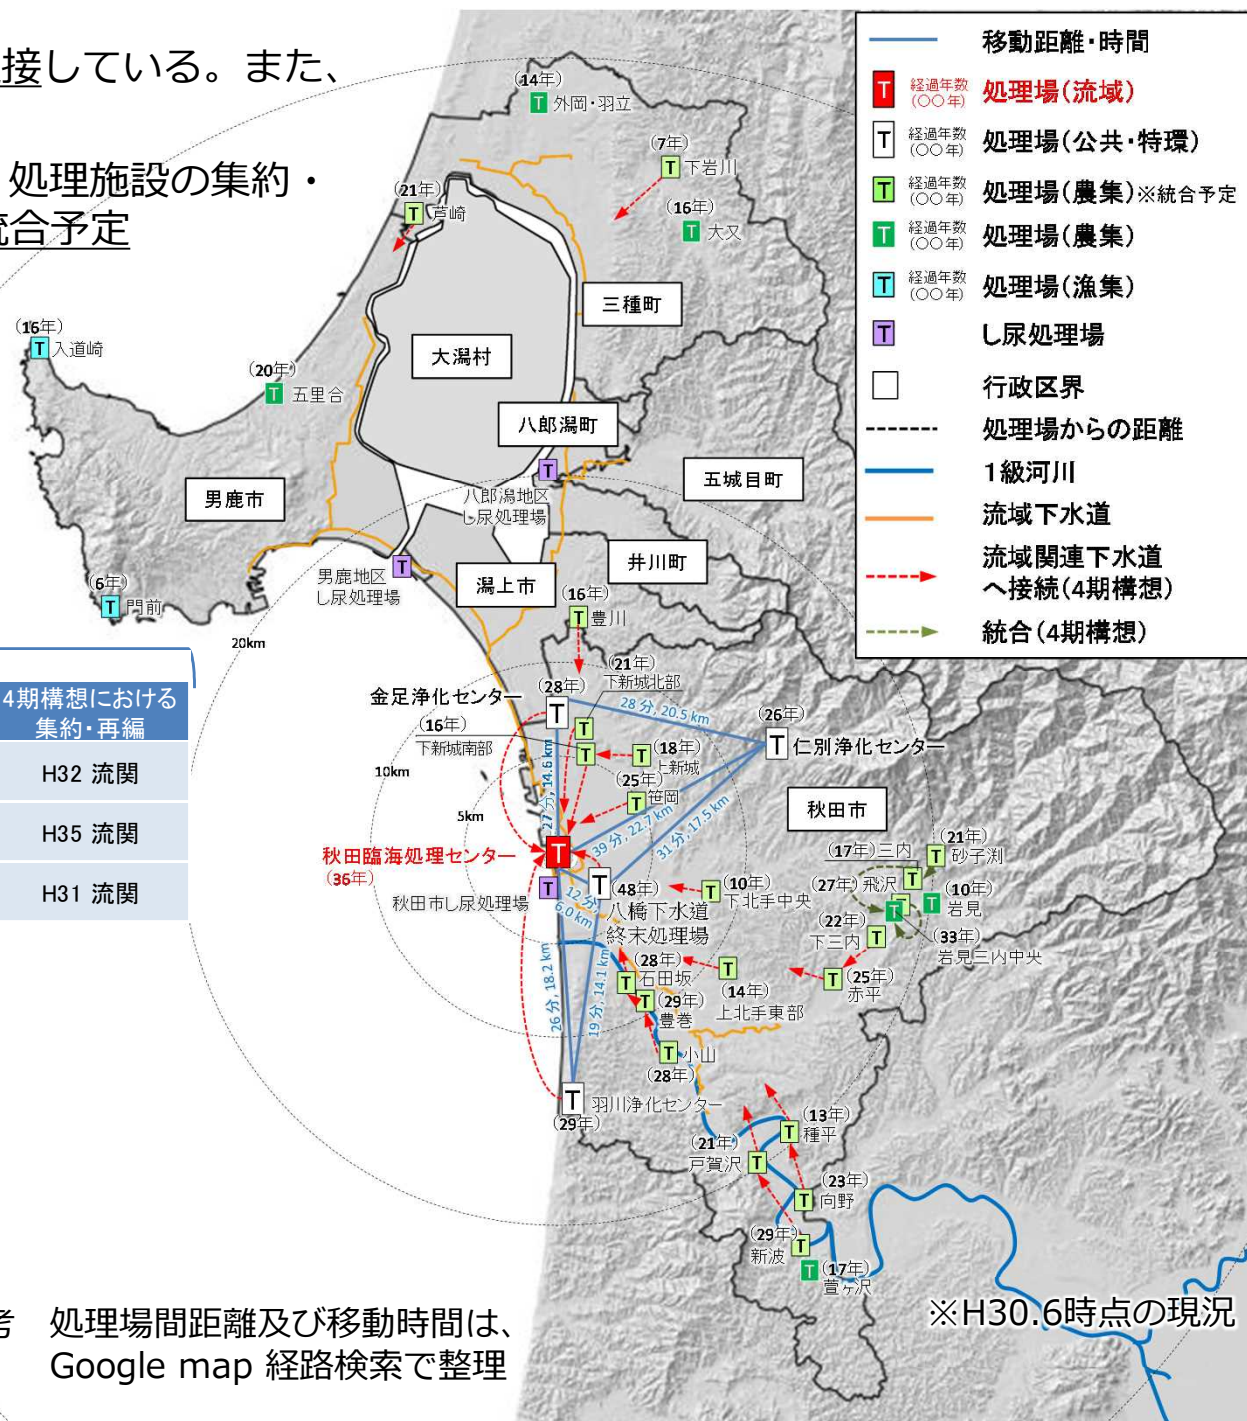 接している。また、
処理施設の集約・
統合予定
移動距離・時間
T 経過年数 (○○年) 処理場(流域)
T 経過年数 (○○年) 処理場(公共・特環)
T 経過年数 (○○年) 処理場(農集)※統合予定
T 経過年数 (○○年) 処理場(農集)
T 経過年数 (○○年) 処理場(漁集)
T し尿処理場
行政区界
処理場からの距離
1級河川
流域下水道
流域関連下水道
へ接続(4期構想)
統合(4期構想)
(14年)
T 外岡・羽立
(7年)
T 下岩川
(21年)
T 芦崎
(16年)
T 大又
三種町
(16年)
T 入道崎
大潟村
(20年)
T 五里合
八郎潟町
T
五城目町
八郎潟地区
し尿処理場
男鹿市
井川町
T
男鹿地区
し尿処理場
潟上市
(6年)
T 門前
(16年)
T 豊川
20km
4期構想における
集約・再編
H32 流関
H35 流関
H31 流関
(21年)
下新城北部
金足浄化センター
(28年)
T
28分, 20.5 km
(26年)
T 仁別浄化センター
(16年)
下新城南部
T
T
(18年)
T 上新城
27分, 14.6 km
10km
(25年)
T 笹岡
5km
39分, 22.7 km
31分, 17.5 km
秋田市
秋田臨海処理センター
(36年)
T
T
秋田市し尿処理場
12分,
6.0 km
T (48年)
八橋下水道
終末処理場
(10年)
T 下北手中央
(17年)三内
T
(21年)
T 砂子渕
(27年)飛沢
T
T
(10年)
T 岩見
(22年)
下三内
T
(33年)
岩見三内中央
(28年)
T 石田坂
T (29年)
豊巻
T
(14年)
上北手東部
T (25年)
赤平
26分, 18.2 km
19分, 14.1 km
T 小山
(28年)
T 羽川浄化センター
(29年)
(13年)
T 種平
(21年)
戸賀沢 T
(23年)
T 向野
(29年)
新波 T
T (17年)
萱ヶ沢
※H30.6時点の現況
考 処理場間距離及び移動時間は、
Google map 経路検索で整理